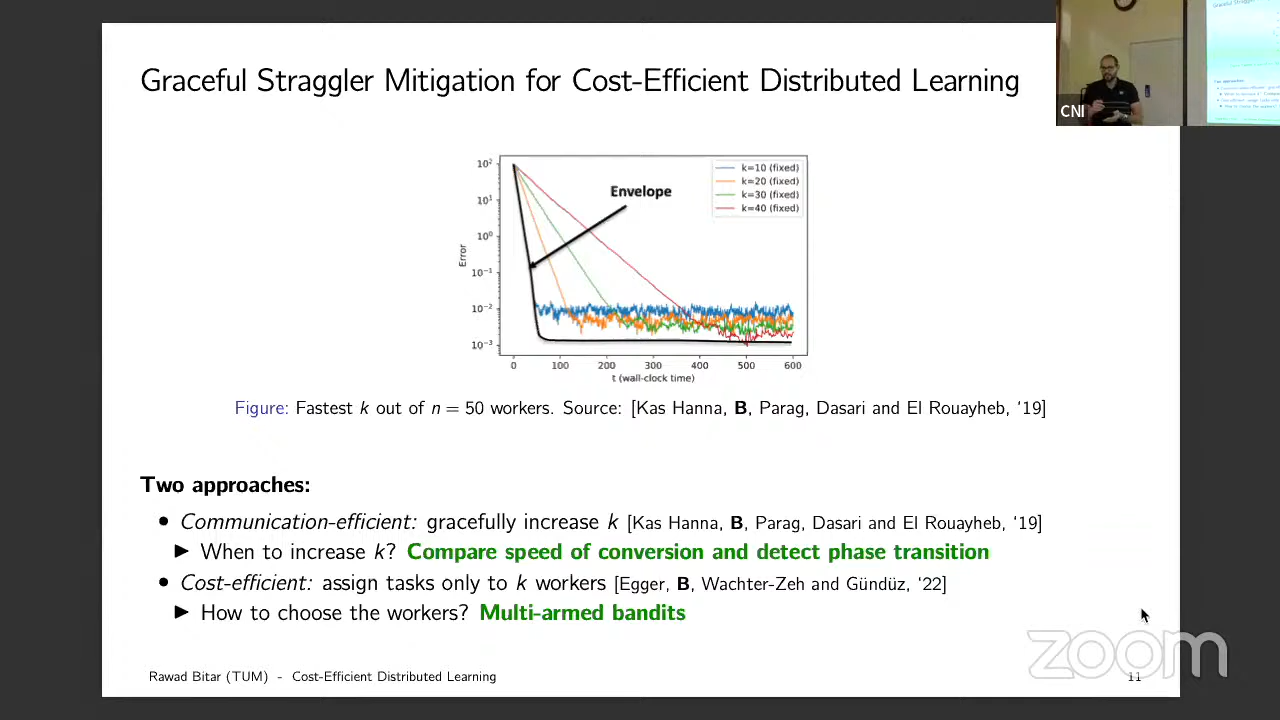 Graceful Straggler Mitigation for Cost-Efficient Distributed Learning
CNI
Envelope
k=10 (fixed)
k=20 (fixed)
k=30 (fixed)
k=40 (fixed)
Error
10²
10¹
10⁰
10⁻¹
10⁻²
10⁻³
0 100 200 300 400 500 600
t (wall-clock time)
Figure: Fastest k out of n = 50 workers. Source: [Kas Hanna, B, Parag, Dasari and El Rouayheb, ‘19]
Two approaches:
• Communication-efficient: gracefully increase k [Kas Hanna, B, Parag, Dasari and El Rouayheb, ‘19]
▶ When to increase k? Compare speed of conversion and detect phase transition
• Cost-efficient: assign tasks only to k workers [Egger, B, Wachter-Zeh and Gündüz, ‘22]
▶ How to choose the workers? Multi-armed bandits
zoom
Rawad Bitar (TUM) - Cost-Efficient Distributed Learning
11